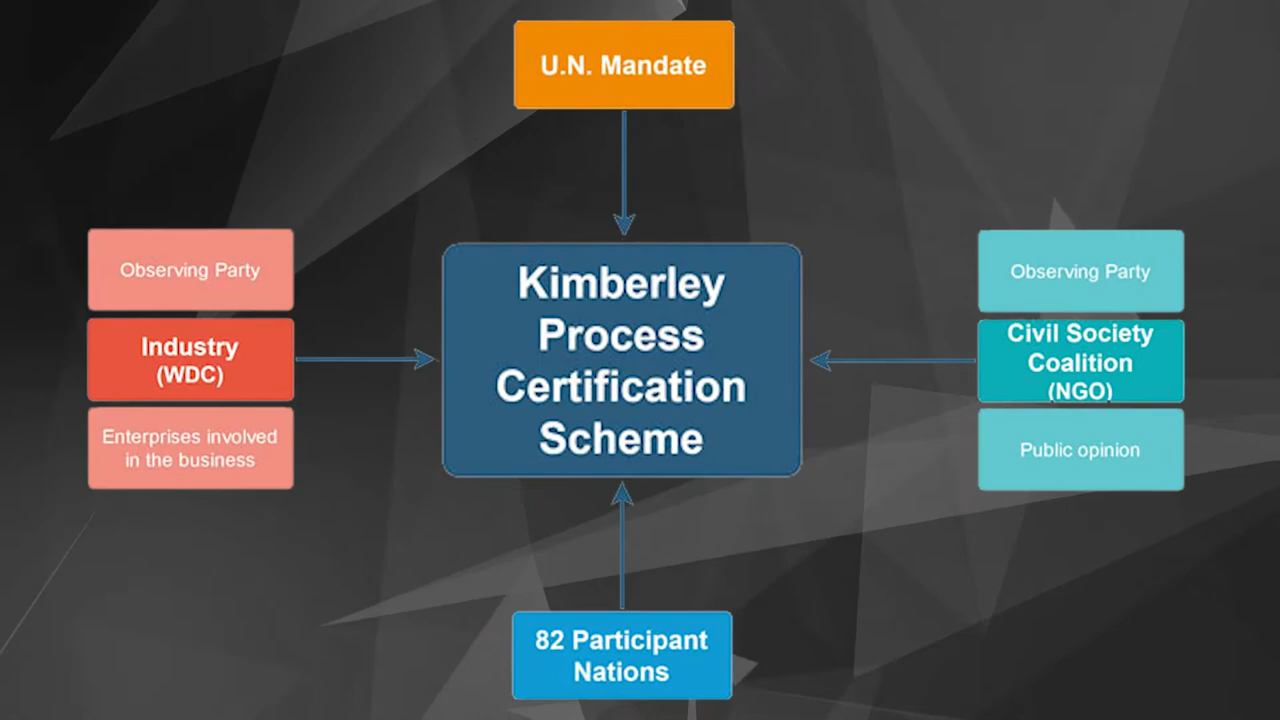 U.N. Mandate
Observing Party
Industry
(WDC)
Enterprises involved
in the business
Kimberley
Process
Certification
Scheme
Observing Party
Civil Society
Coalition
(NGO)
Public opinion
82 Participant
Nations